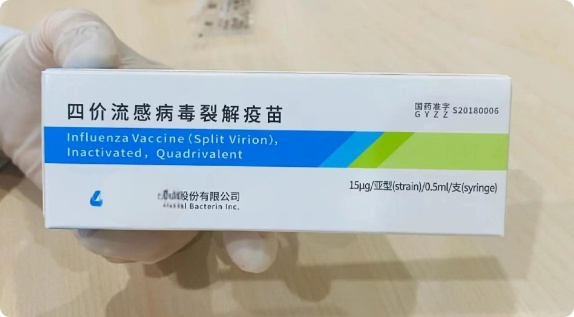 四价流感病毒裂解疫苗
国药准字
GYZZ S20180006
Influenza Vaccine (Split Virion),
Inactivated, Quadrivalent
15μg/亚型(strain)/0.5ml/支(syringe)
股份有限公司
Bacterin Inc.